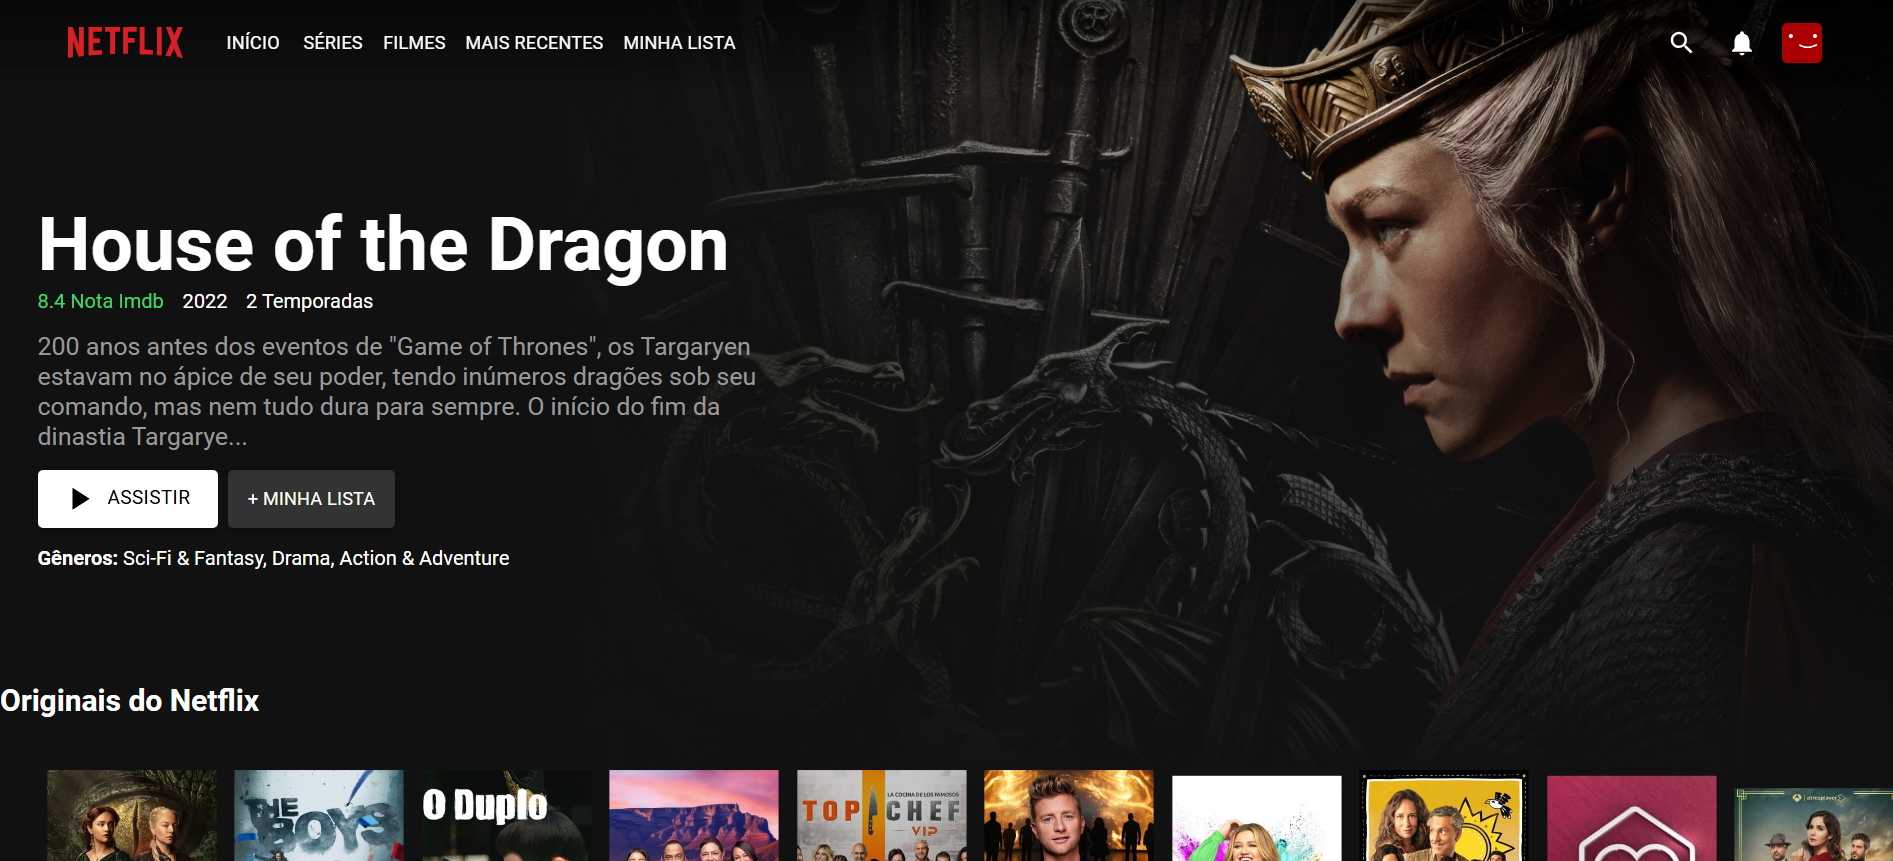 NETFLIX
INÍCIO SÉRIES FILMES MAIS RECENTES MINHA LISTA
House of the Dragon
8.4 Nota Imdb 2022 2 Temporadas
200 anos antes dos eventos de "Game of Thrones", os Targaryen
estavam no ápice de seu poder, tendo inúmeros dragões sob seu
comando, mas nem tudo dura para sempre. O início do fim da
dinastia Targarye...
ASSISTIR
+ MINHA LISTA
Gêneros: Sci-Fi & Fantasy, Drama, Action & Adventure
Originais do Netflix
THE BOYS
O Duplo
LA COCINA DE LOS FAMOSOS
TOP CHEF
VIP
atresplayer